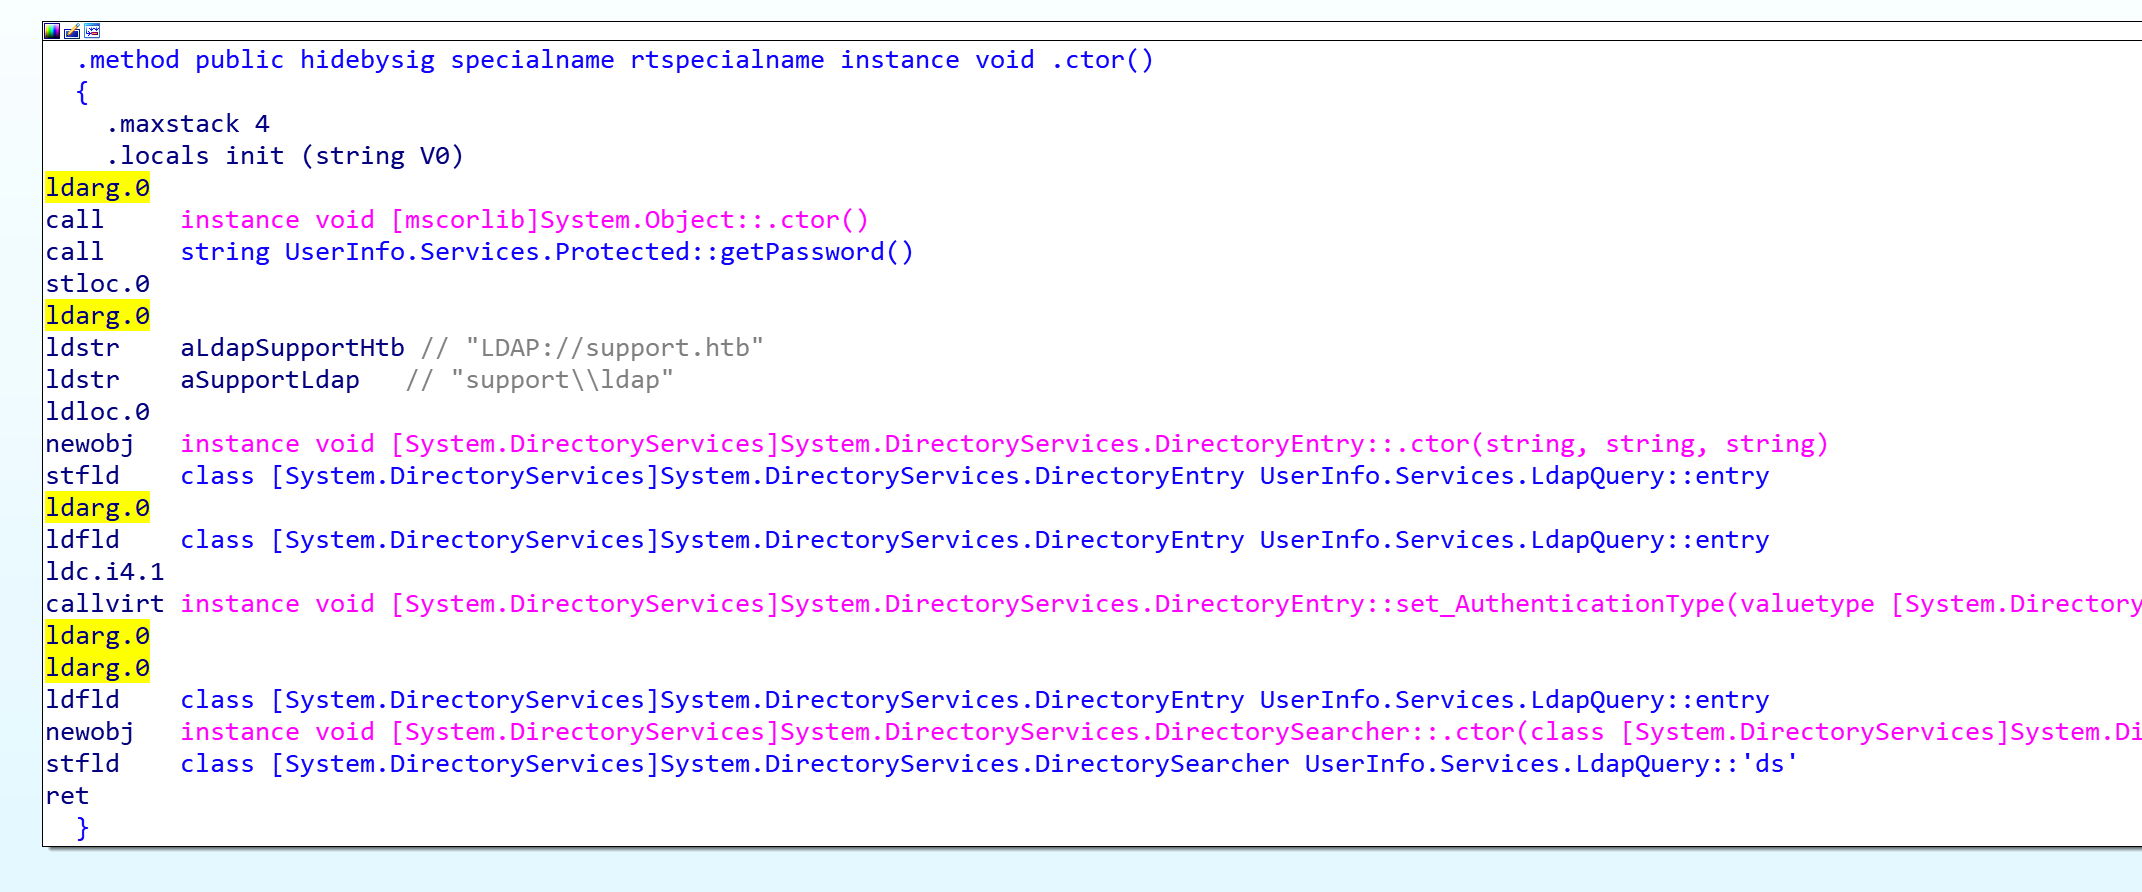 .method public hidebysig specialname rtspecialname instance void .ctor()
{
.maxstack 4
.locals init (string V0)
ldarg.0
call instance void [mscorlib]System.Object::.ctor()
call string UserInfo.Services.Protected::getPassword()
stloc.0
ldarg.0
ldstr aLdapSupportHtb // "LDAP://support.htb"
ldstr aSupportLdap // "support\\ldap"
ldloc.0
newobj instance void [System.DirectoryServices]System.DirectoryServices.DirectoryEntry::.ctor(string, string, string)
stfld class [System.DirectoryServices]System.DirectoryServices.DirectoryEntry UserInfo.Services.LdapQuery::entry
ldarg.0
ldfld class [System.DirectoryServices]System.DirectoryServices.DirectoryEntry UserInfo.Services.LdapQuery::entry
ldc.i4.1
callvirt instance void [System.DirectoryServices]System.DirectoryServices.DirectoryEntry::set_AuthenticationType(valuetype [System.Directory
ldarg.0
ldarg.0
ldfld class [System.DirectoryServices]System.DirectoryServices.DirectoryEntry UserInfo.Services.LdapQuery::entry
newobj instance void [System.DirectoryServices]System.DirectoryServices.DirectorySearcher::.ctor(class [System.DirectoryServices]System.Di
stfld class [System.DirectoryServices]System.DirectoryServices.DirectorySearcher UserInfo.Services.LdapQuery::'ds'
ret
}